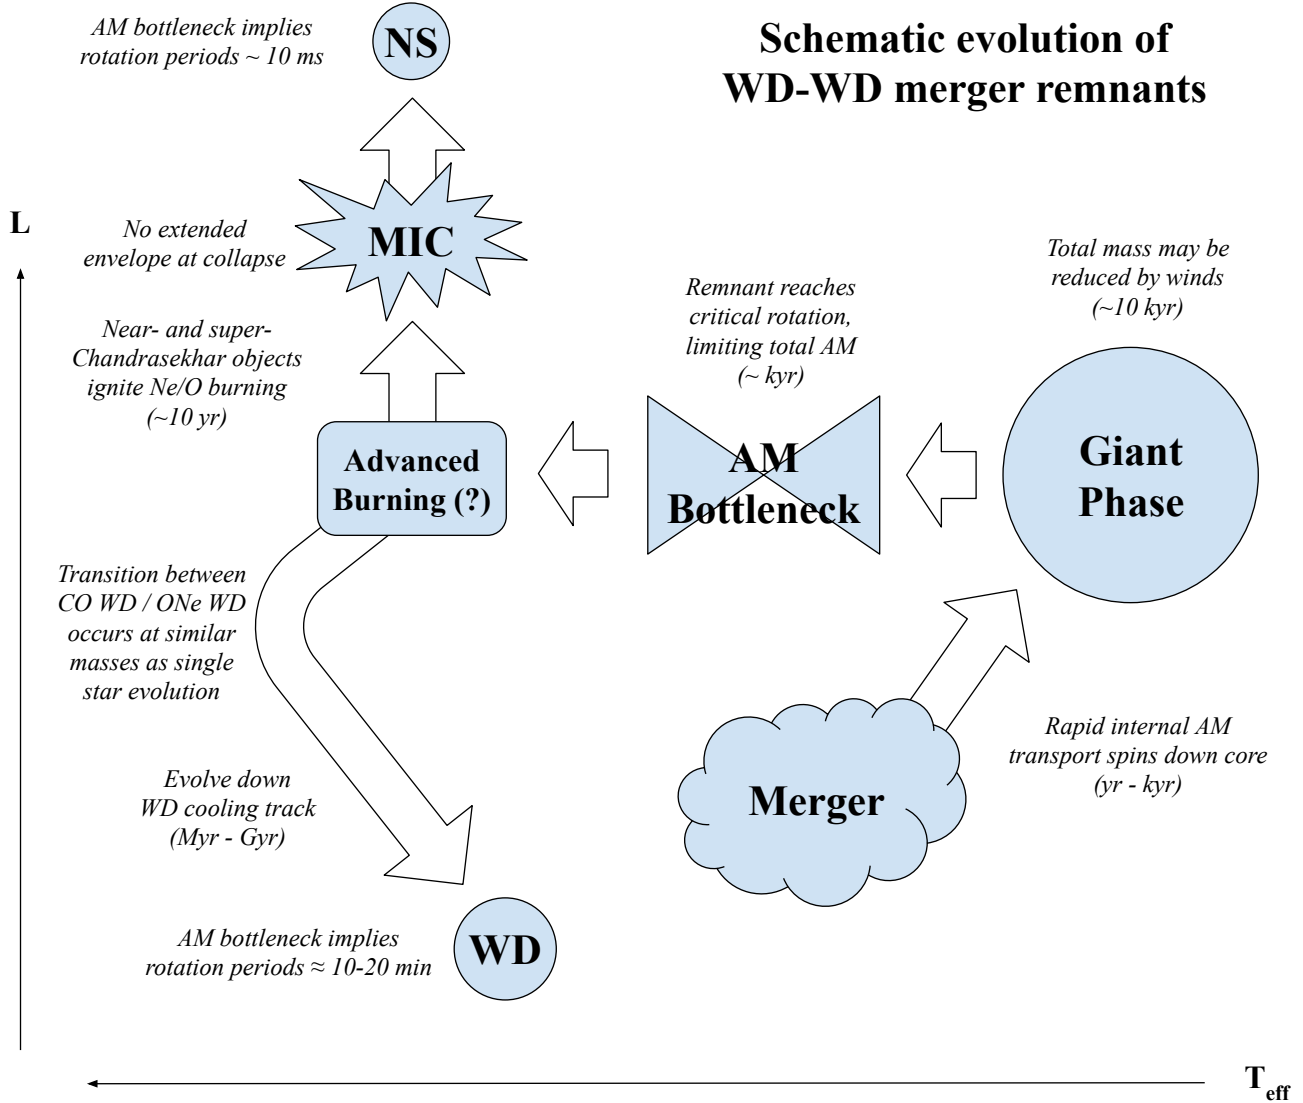 Schematic evolution of
WD-WD merger remnants
AM bottleneck implies
rotation periods ~ 10 ms
NS
L
No extended
envelope at collapse
MIC
Near- and super-
Chandrasekhar objects
ignite Ne/O burning
(~10 yr)
Remnant reaches
critical rotation,
limiting total AM
(~ kyr)
Total mass may be
reduced by winds
(~10 kyr)
Advanced
Burning (?)
AM
Bottleneck
Giant
Phase
Transition between
CO WD / ONe WD
occurs at similar
masses as single
star evolution
Evolve down
WD cooling track
(Myr - Gyr)
Merger
Rapid internal AM
transport spins down core
(yr - kyr)
AM bottleneck implies
rotation periods ≈ 10-20 min
WD
Teff